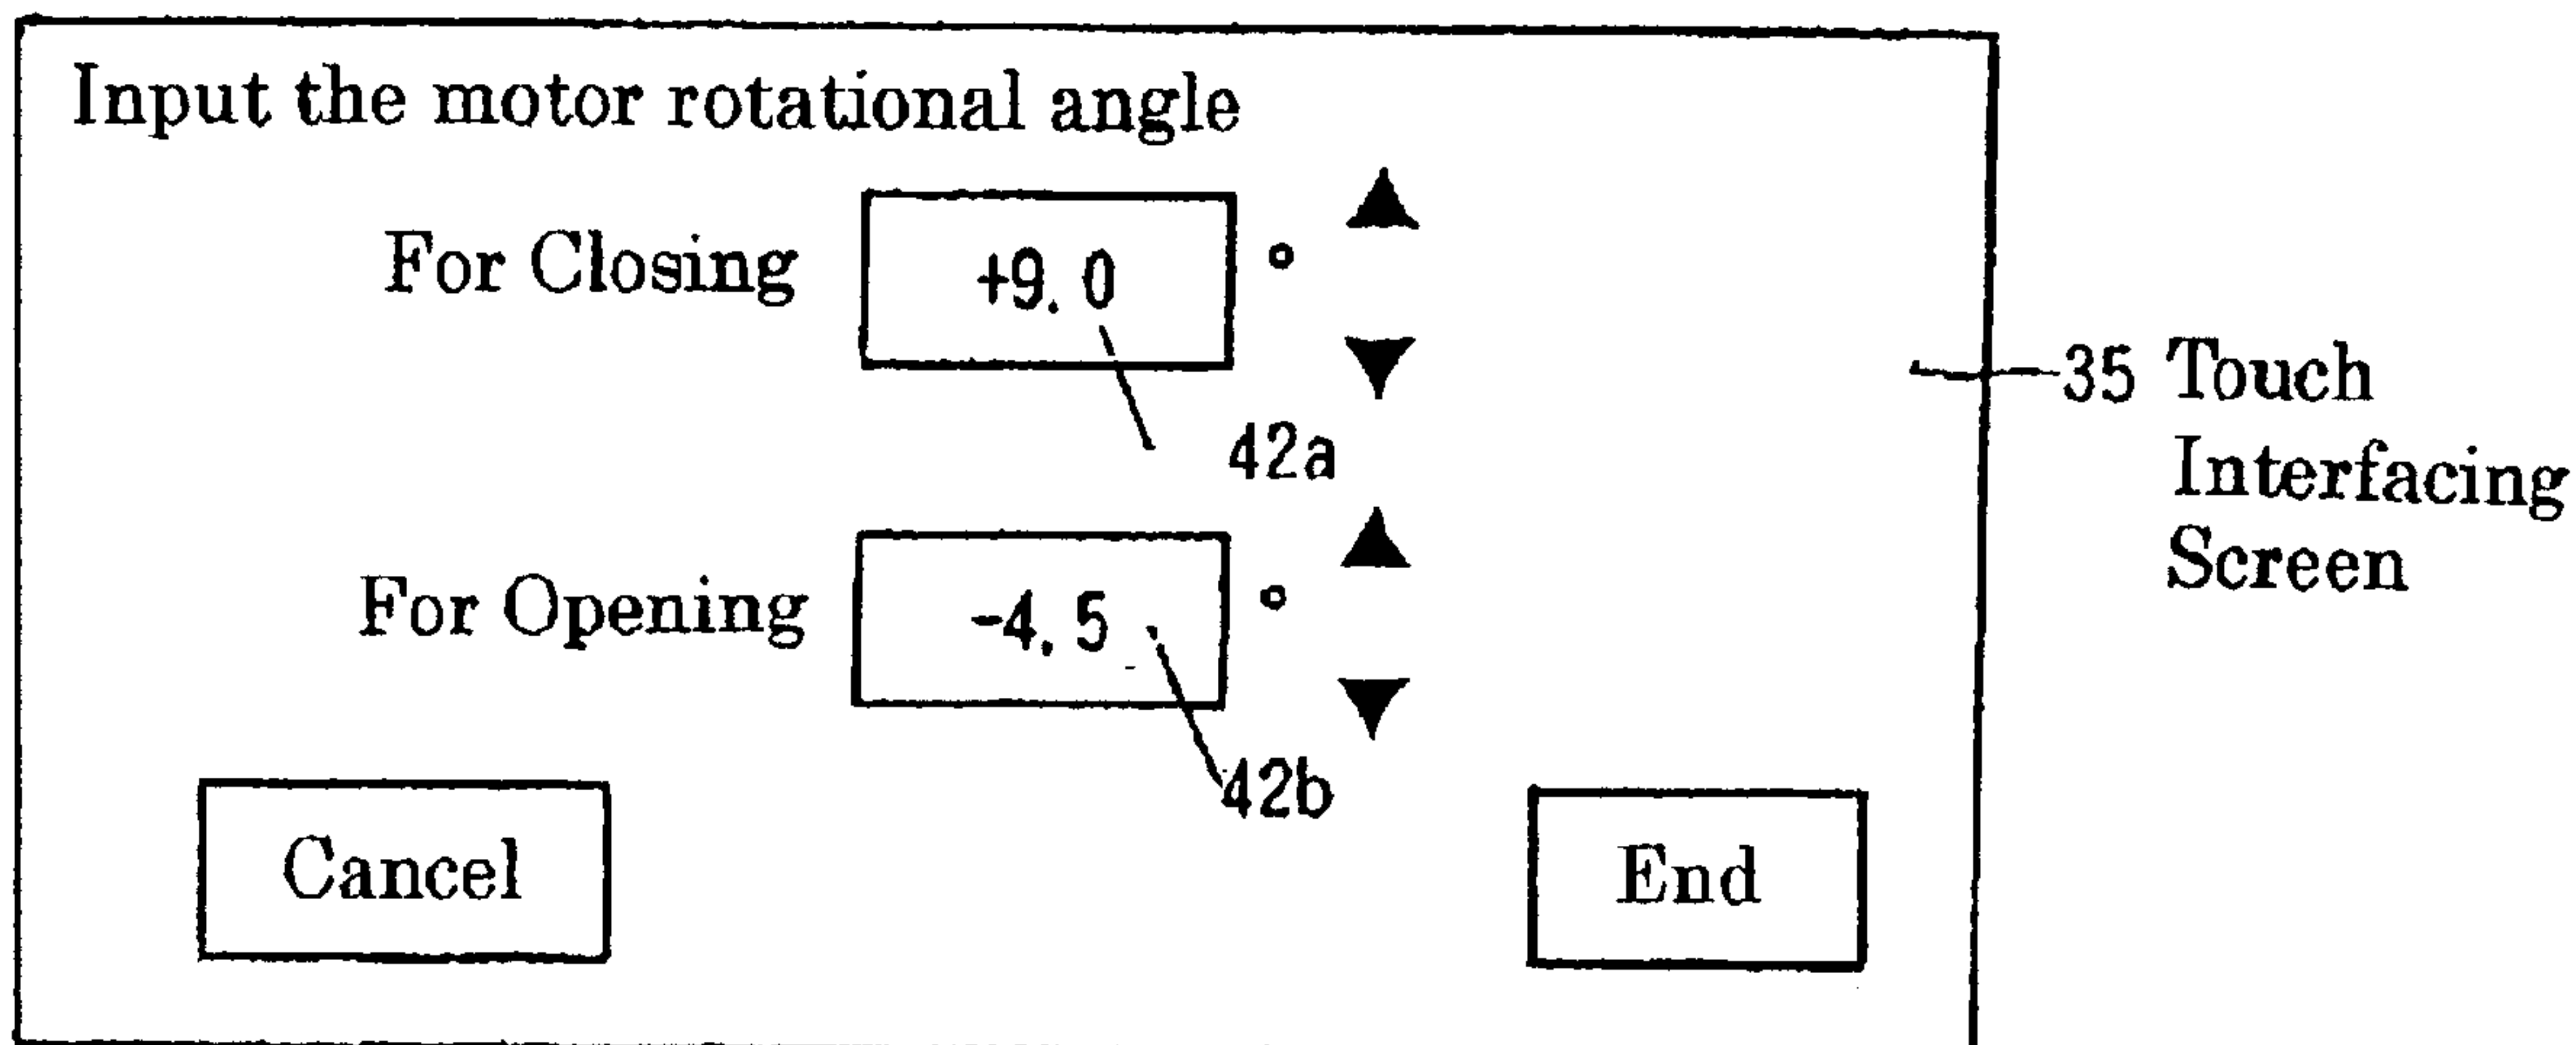 Input the motor rotational angle
For Closing +9.0 °
42a
For Opening -4.5 °
42b
Cancel
End
35 Touch
Interfacing
Screen